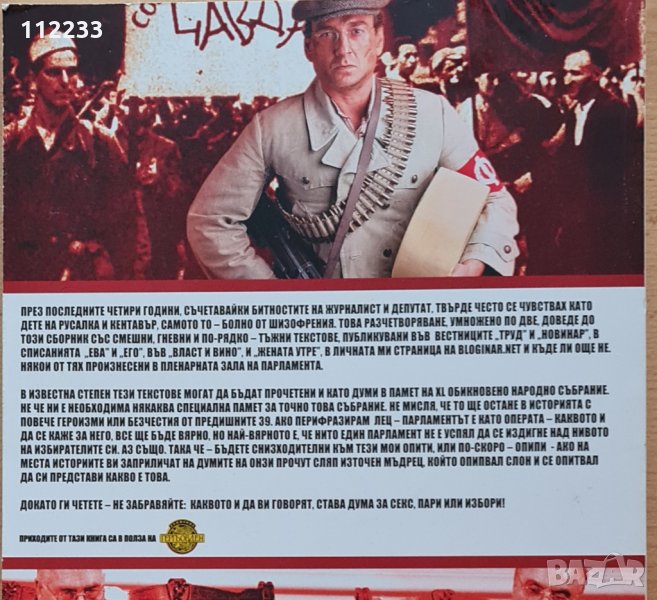 112233
СО
ПРЕЗ ПОСЛЕДНИТЕ ЧЕТИРИ ГОДИНИ, СЪЧЕТАВАЙКИ БИТНОСТИТЕ НА ЖУРНАЛИСТ И ДЕПУТАТ, ТВЪРДЕ ЧЕСТО СЕ ЧУВСТВАХ КАТО
ДЕТЕ НА РУСАЛКА И КЕНТАВЪР, САМОТО ТО – БОЛНО ОТ ШИЗОФРЕНИЯ. ТОВА РАЗЧЕТВОРЯВАНЕ, УМНОЖЕНО ПО ДВЕ, ДОВЕДЕ ДО
ТОЗИ СБОРНИК СЪС СМЕШНИ, ГНЕВНИ И ПО-РЯДКО – ТЪЖНИ ТЕКСТОВЕ, ПУБЛИКУВАНИ ВЪВ ВЕСТНИЦИТЕ „ТРУД" И „НОВИНАР", В
СПИСАНИЯТА „ЕВА" И „ЕГО", ВЪВ „ВЛАСТ И ВИНО", И „ЖЕНАТА УТРЕ", В ЛИЧНАТА МИ СТРАНИЦА НА BLOGINAR.NET И КЪДЕ ЛИ ОЩЕ НЕ.
НЯКОИ ОТ ТЯХ ПРОИЗНЕСЕНИ В ПЛЕНАРНАТА ЗАЛА НА ПАРЛАМЕНТА.
В ИЗВЕСТНА СТЕПЕН ТЕЗИ ТЕКСТОВЕ МОГАТ ДА БЪДАТ ПРОЧЕТЕНИ И КАТО ДУМИ В ПАМЕТ НА XL ОБИКНОВЕНО НАРОДНО СЪБРАНИЕ.
НЕ ЧЕ НИ Е НЕОБХОДИМА НЯКАКВА СПЕЦИАЛНА ПАМЕТ ЗА ТОЧНО ТОВА СЪБРАНИЕ. НЕ МИСЛЯ, ЧЕ ТО ЩЕ ОСТАНЕ В ИСТОРИЯТА С
ПОВЕЧЕ ГЕРОИЗМИ ИЛИ БЕЗЧЕСТИЯ ОТ ПРЕДИШНИТЕ 39. АКО ПЕРИФРАЗИРАМ ЛЕЦ – ПАРЛАМЕНТЪТ Е КАТО ОПЕРАТА – КАКВОТО И
ДА СЕ КАЖЕ ЗА НЕГО, ВСЕ ЩЕ БЪДЕ ВЯРНО, НО НАЙ-ВЯРНОТО Е, ЧЕ НИТО ЕДИН ПАРЛАМЕНТ НЕ Е УСПЯЛ ДА СЕ ИЗДИГНЕ НАД НИВОТО
НА ИЗБИРАТЕЛИТЕ СИ. АЗ СЪЩО. ТАКА ЧЕ – БЪДЕТЕ СНИЗХОДИТЕЛНИ КЪМ ТЕЗИ МОИ ОПИТИ, ИЛИ ПО-СКОРО – ОПИПИ - АКО НА
МЕСТА ИСТОРИИТЕ ВИ ЗАПРИЛИЧАТ НА ДУМИТЕ НА ОНЗИ ПРОЧУТ СЛЯП ИЗТОЧЕН МЪДРЕЦ, КОЙТО ОПИПВАЛ СЛОН И СЕ ОПИТВАЛ
ДА СИ ПРЕДСТАВИ КАКВО Е ТОВА.
ДОКАТО ГИ ЧЕТЕТЕ – НЕ ЗАБРАВЯЙТЕ: КАКВОТО И ДА ВИ ГОВОРЯТ, СТАВА ДУМА ЗА СЕКС, ПАРИ ИЛИ ИЗБОРИ!
ПРИХОДИТЕ ОТ ТАЗИ КНИГА СА В ПОЛЗА НА
BAZAR